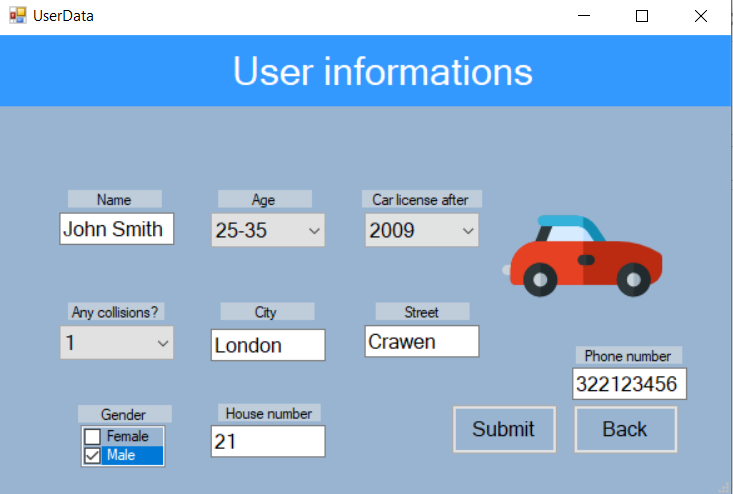 UserData
User informations
Name
Age
Car license after
John Smith
25-35
2009
Any collisions?
City
Street
1
London
Crawen
Phone number
322123456
Gender
House number
Female
Male
21
Submit
Back